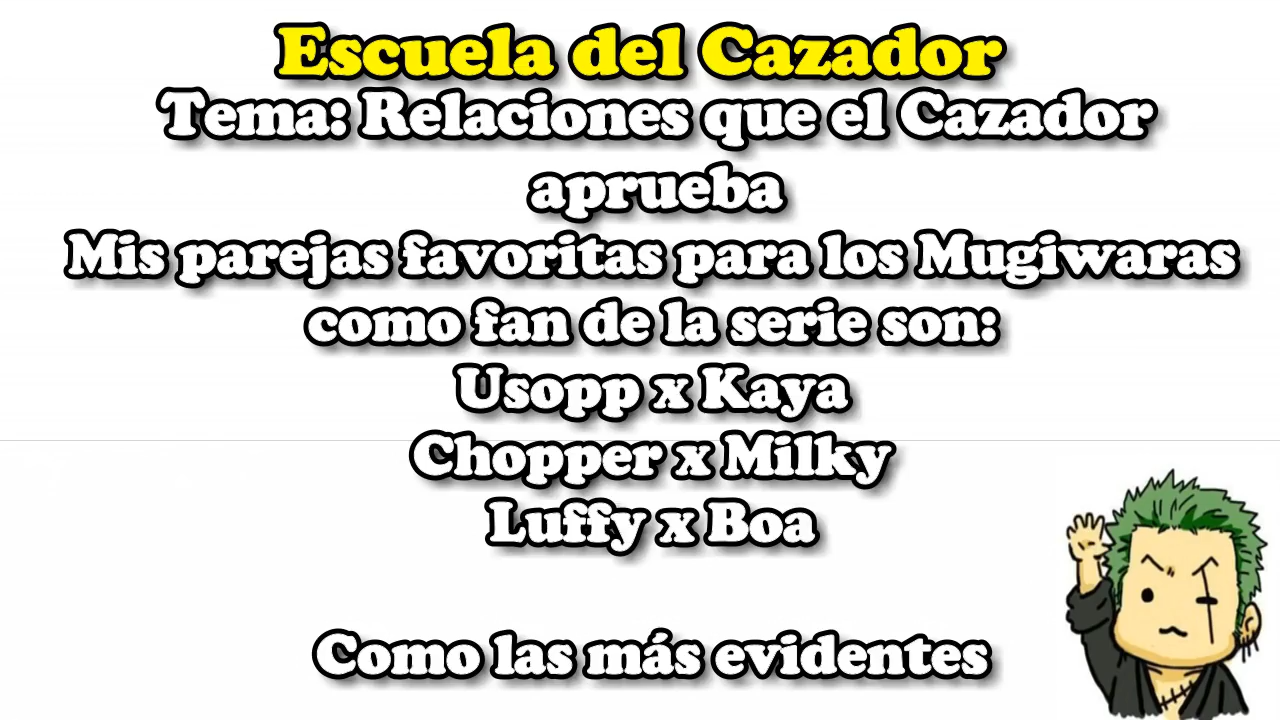 Escuela del Cazador
Tema: Relaciones que el Cazador
aprueba
Mis parejas favoritas para los Mugiwaras
como fan de la serie son:
Usopp x Kaya
Chopper x Milky
Luffy x Boa
Como las más evidentes